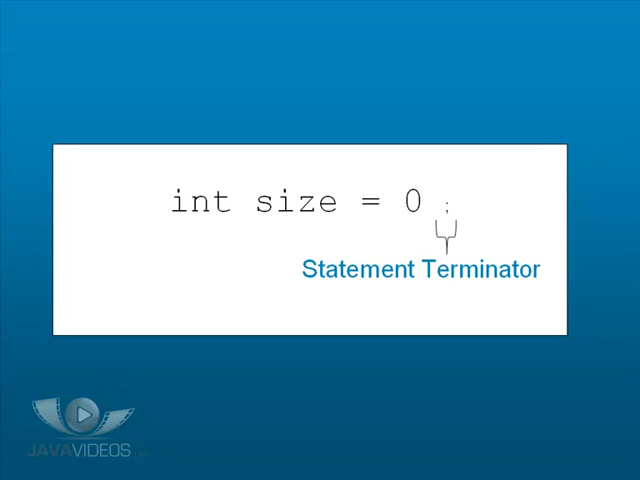 int size = 0 ;
Statement Terminator
JAVAVIDEOS